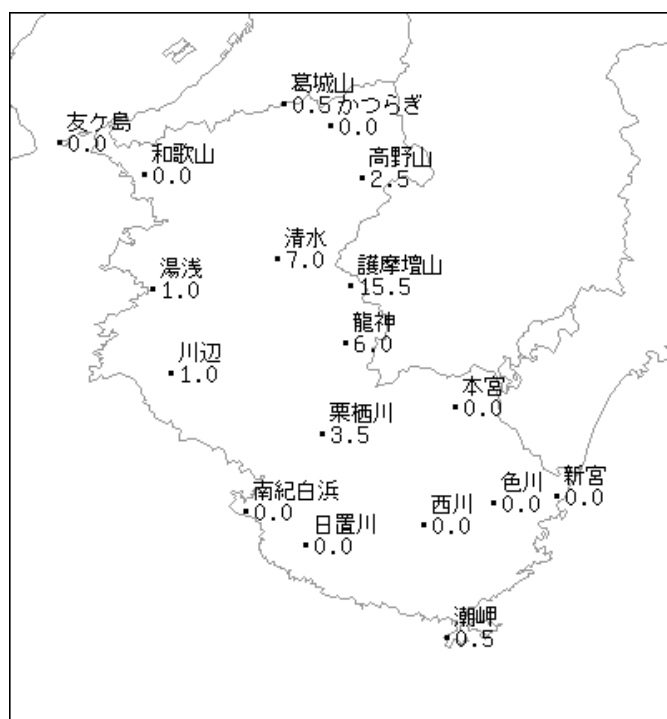 葛城山
0.5
かつらぎ
0.0
友ケ島
0.0
和歌山
0.0
高野山
2.5
清水
7.0
護摩壇山
15.5
湯浅
1.0
龍神
6.0
川辺
1.0
本宮
0.0
栗栖川
3.5
南紀白浜
0.0
日置川
0.0
西川
0.0
色川
0.0
新宮
0.0
潮岬
0.5